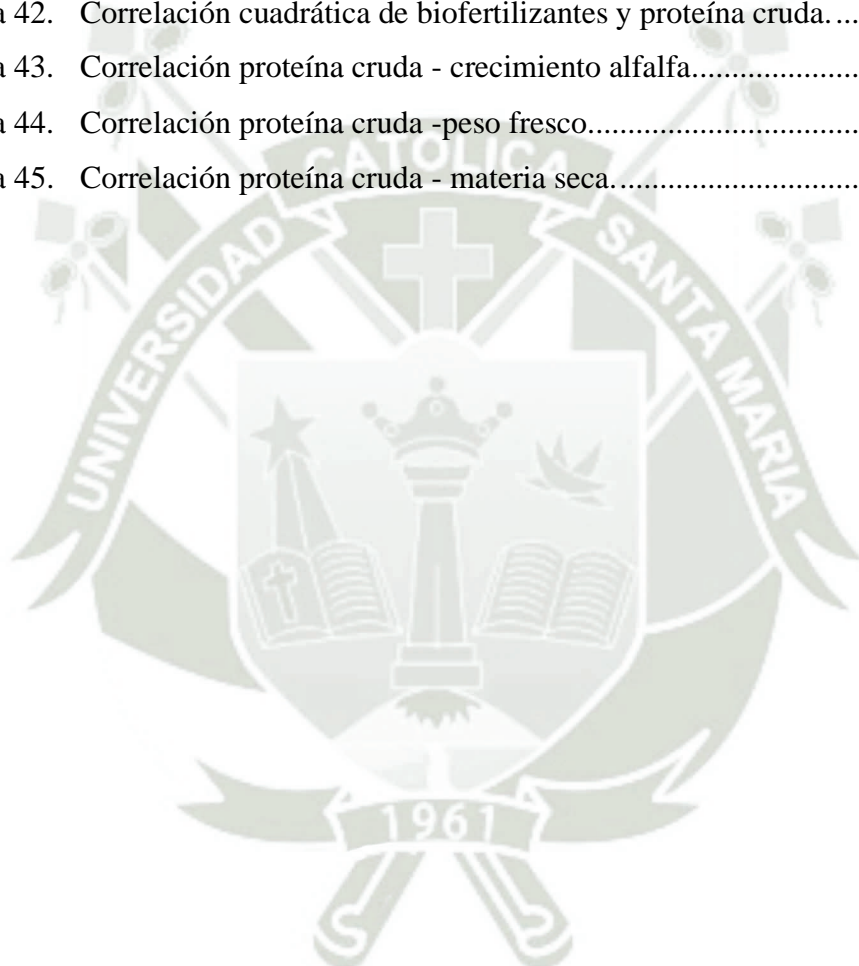 a 42. Correlación cuadrática de biofertilizantes y proteína cruda....
a 43. Correlación proteína cruda - crecimiento alfalfa.....................
a 44. Correlación proteína cruda -peso fresco..................................
a 45. Correlación proteína cruda - materia seca...............................
UNIVERSIDAD CATOLICA SANTA MARIA
1961